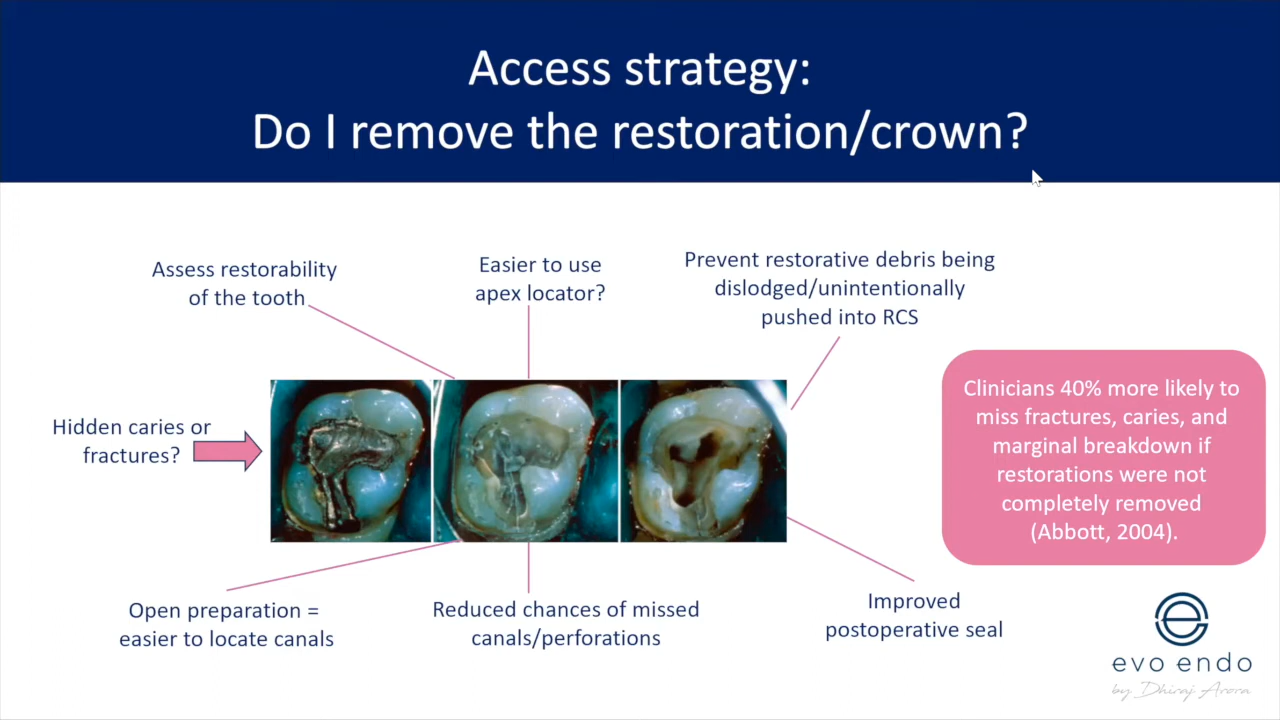 Access strategy:
Do I remove the restoration/crown?
Assess restorability
of the tooth
Easier to use
apex locator?
Prevent restorative debris being
dislodged/unintentionally
pushed into RCS
Hidden caries or
fractures?
Clinicians 40% more likely to
miss fractures, caries, and
marginal breakdown if
restorations were not
completely removed
(Abbott, 2004).
Open preparation =
easier to locate canals
Reduced chances of missed
canals/perforations
Improved
postoperative seal
evo endo
by Dhiraj Arora